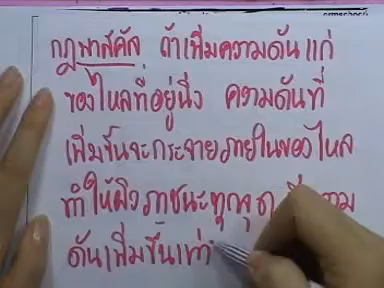 กฎพาสคัล ถ้าเพิ่มความดันแก่
ของไหลที่อยู่นิ่ง ความดันที่
เพิ่มขึ้นจะกระจายภายในของไหล
ทำให้ผิวภาชนะทุกจุด
ดันเพิ่มขึ้นเท่า